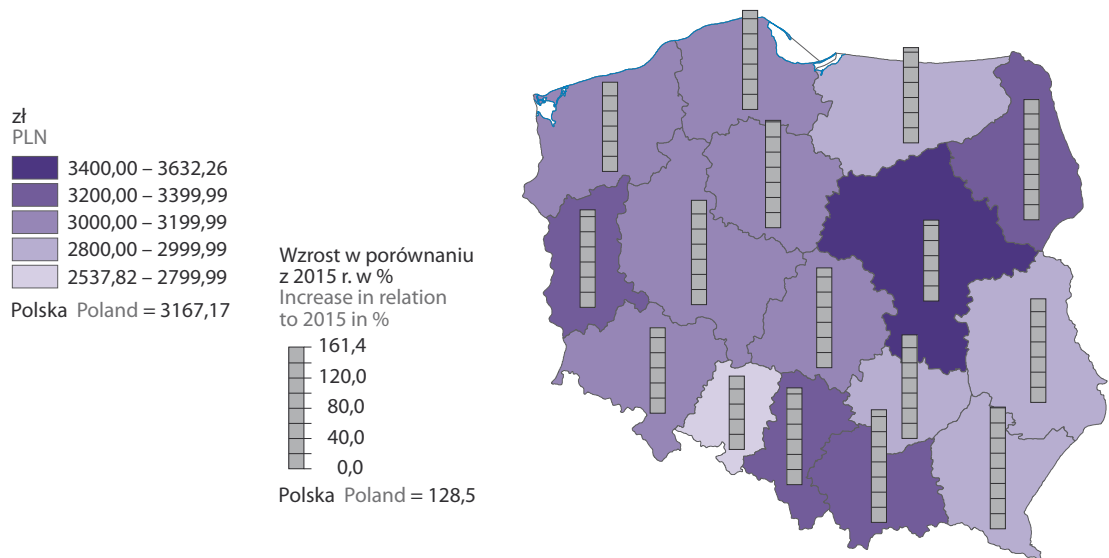 zł
PLN
3400,00 – 3632,26
3200,00 – 3399,99
3000,00 – 3199,99
2800,00 – 2999,99
2537,82 – 2799,99
Polska Poland = 3167,17
Wzrost w porównaniu
z 2015 r. w %
Increase in relation
to 2015 in %
161,4
120,0
80,0
40,0
0,0
Polska Poland = 128,5